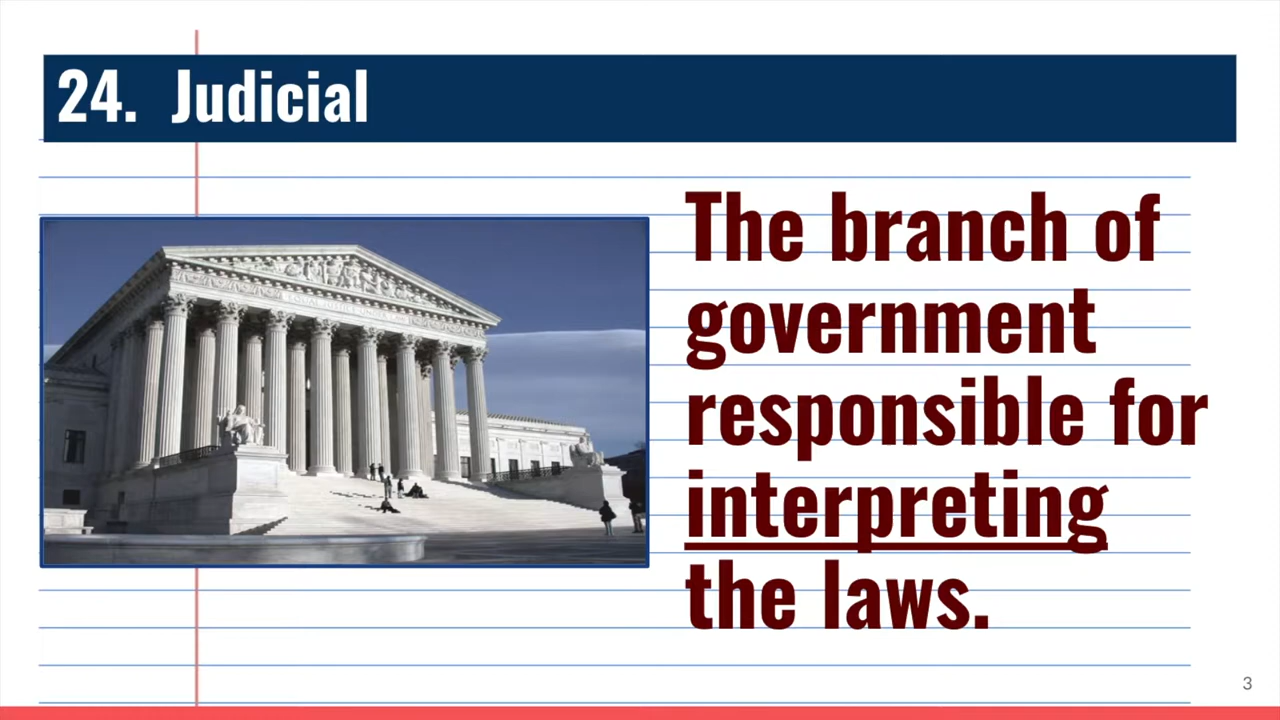 24. Judicial
The branch of
government
responsible for
interpreting
the laws.
3